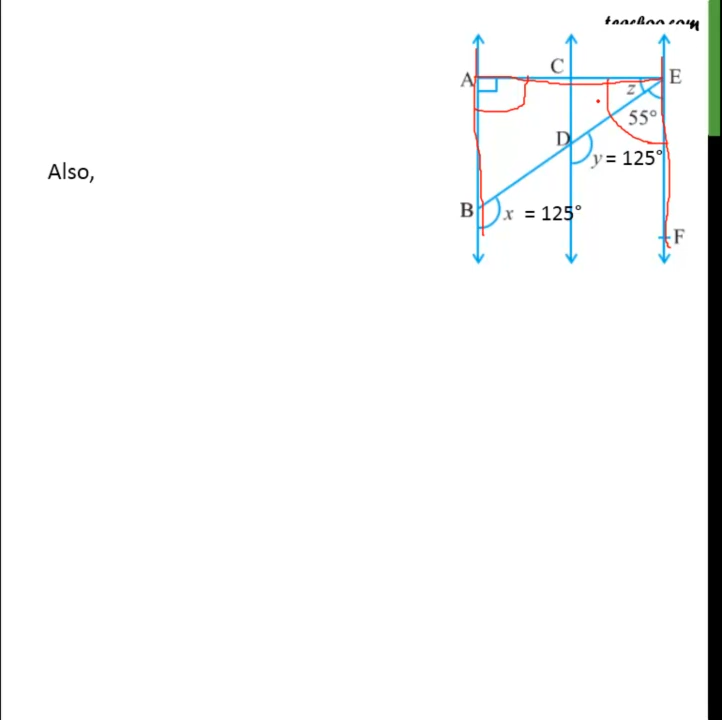 teachoo.com
A C E
z
55°
D
y = 125°
Also,
B x = 125°
F